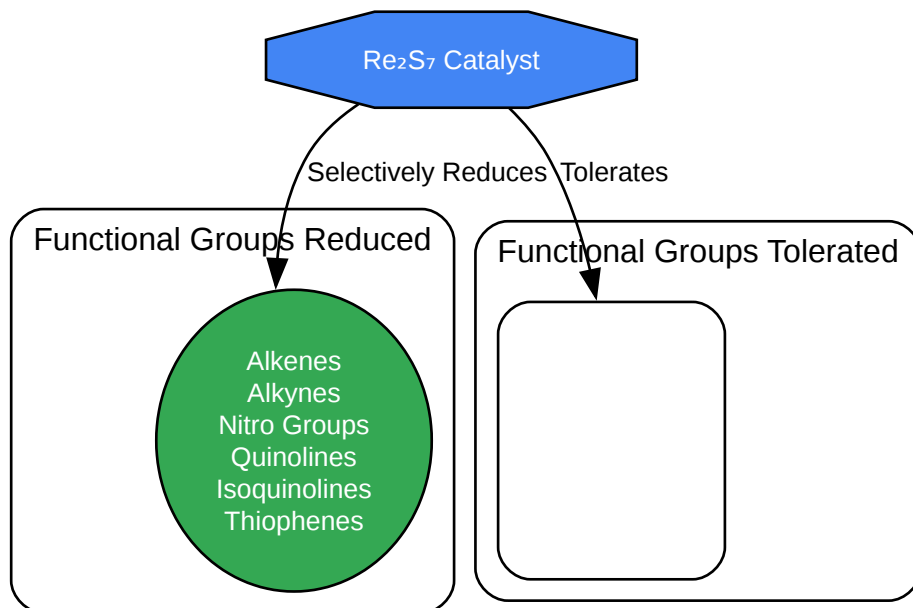 Re₂S₇ Catalyst
Selectively Reduces
Tolerates
Functional Groups Reduced
Functional Groups Tolerated
Alkenes
Alkynes
Nitro Groups
Quinolines
Isoquinolines
Thiophenes